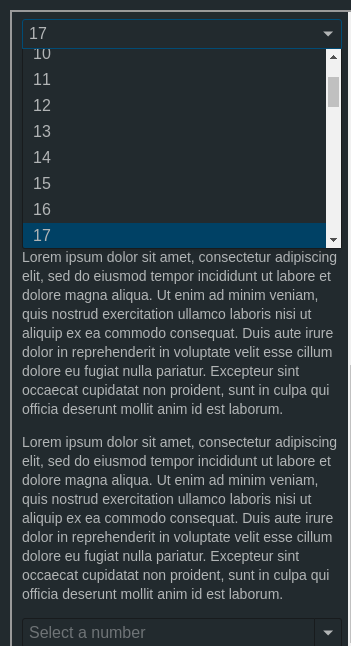 17
10
11
12
13
14
15
16
17
Lorem ipsum dolor sit amet, consectetur adipiscing
elit, sed do eiusmod tempor incididunt ut labore et
dolore magna aliqua. Ut enim ad minim veniam,
quis nostrud exercitation ullamco laboris nisi ut
aliquip ex ea commodo consequat. Duis aute irure
dolor in reprehenderit in voluptate velit esse cillum
dolore eu fugiat nulla pariatur. Excepteur sint
occaecat cupidatat non proident, sunt in culpa qui
officia deserunt mollit anim id est laborum.
Lorem ipsum dolor sit amet, consectetur adipiscing
elit, sed do eiusmod tempor incididunt ut labore et
dolore magna aliqua. Ut enim ad minim veniam,
quis nostrud exercitation ullamco laboris nisi ut
aliquip ex ea commodo consequat. Duis aute irure
dolor in reprehenderit in voluptate velit esse cillum
dolore eu fugiat nulla pariatur. Excepteur sint
occaecat cupidatat non proident, sunt in culpa qui
officia deserunt mollit anim id est laborum.
Select a number